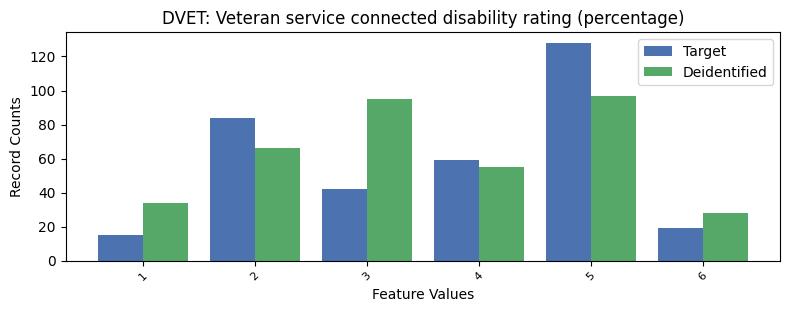 DVET: Veteran service connected disability rating (percentage)
Target
Deidentified
Record Counts
120
100
80
60
40
20
0
1 2 3 4 5 6
Feature Values